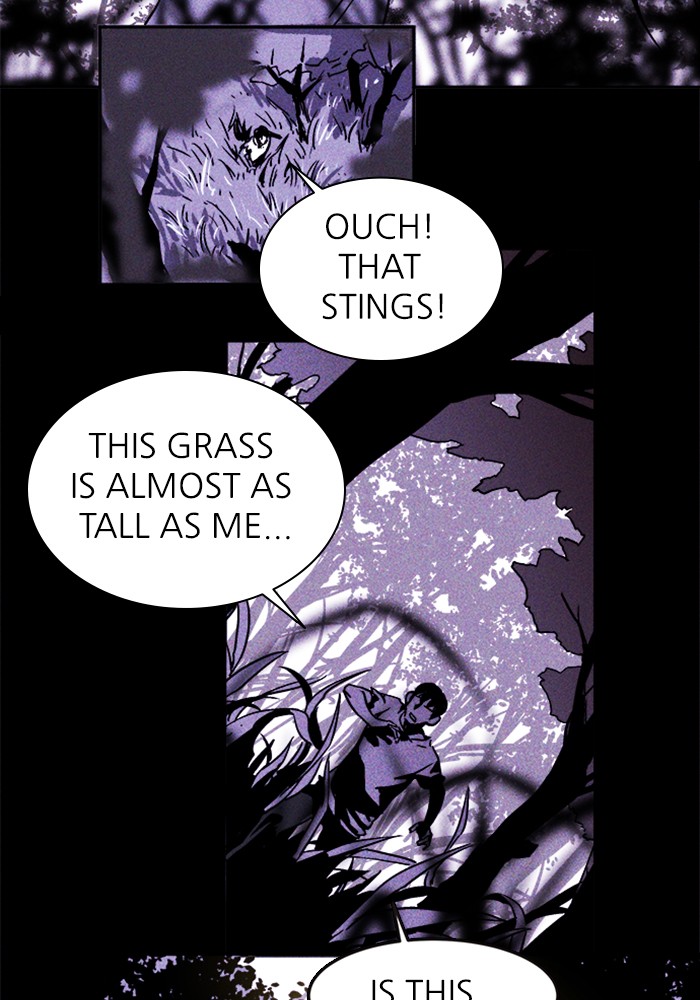 OUCH!
THAT
STINGS!
THIS GRASS
IS ALMOST AS
TALL AS ME...
IS THIS